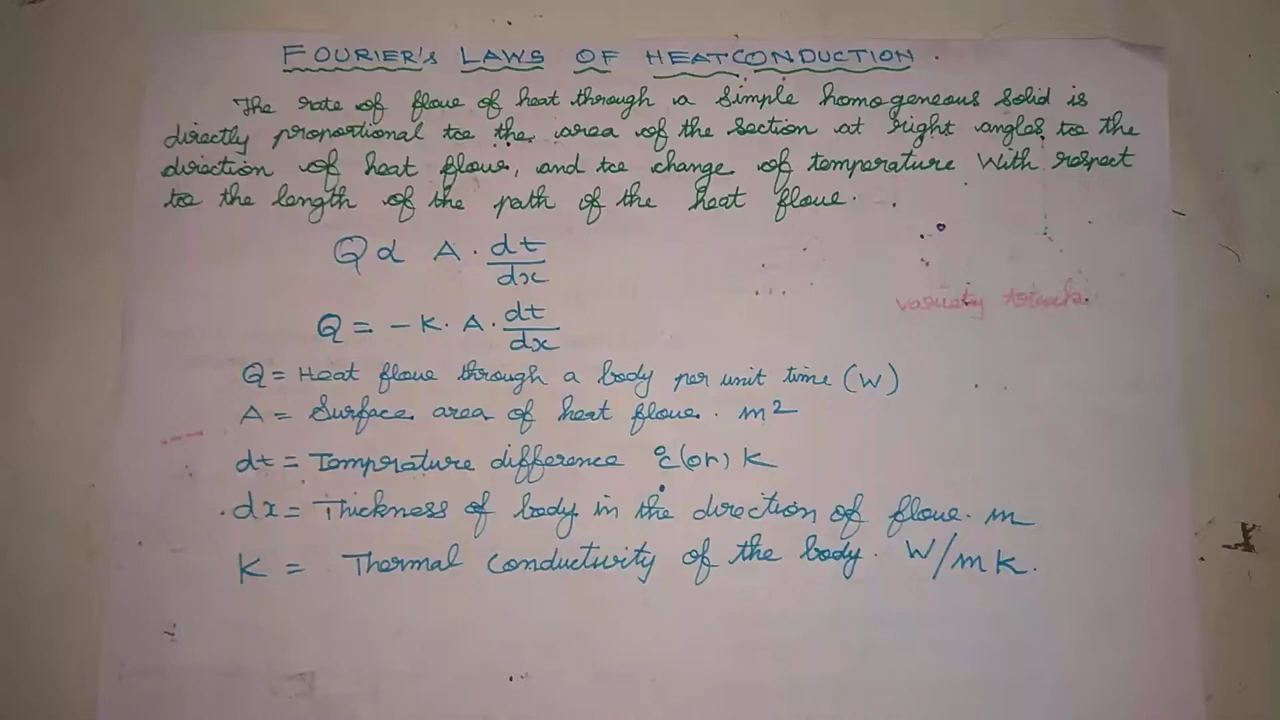 FOURIER's LAWS OF HEATCONDUCTION.
The rate of flow of heat through a simple homogeneous solid is
directly proportional to the area of the section at right angles to the
direction of heat flow, and to change of temperature With respect
to the length of the path of the heat flow.
Q ∝ A . dt/dx
Q = - K . A . dt/dx
Q = Heat flow through a body per unit time (W)
A = Surface area of heat flow. m²
dt = Temprature difference °c (or) K
dx = Thickness of body in the direction of flow. m
K = Thermal conductivity of the body. W/mK.
variety